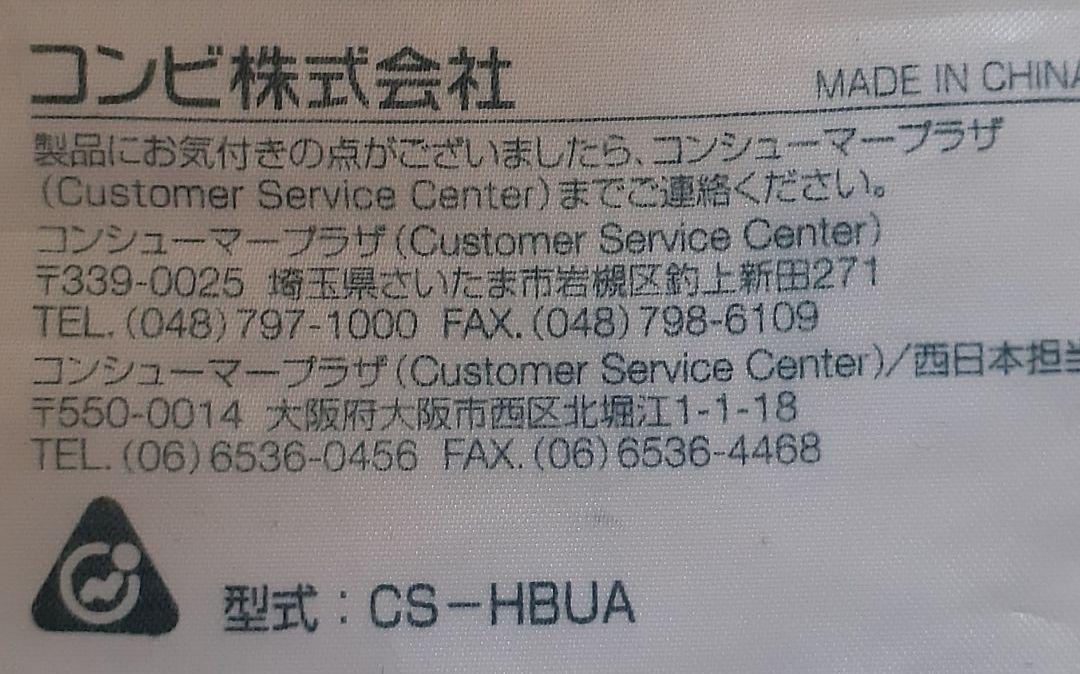 コンビ株式会社
MADE IN CHINA
製品にお気付きの点がございましたら、コンシューマープラザ
(Customer Service Center)までご連絡ください。
コンシューマープラザ(Customer Service Center)
〒339-0025 埼玉県さいたま市岩槻区釣上新田271
TEL.(048)797-1000 FAX.(048)798-6109
コンシューマープラザ(Customer Service Center)/西日本担当
〒550-0014 大阪府大阪市西区北堀江1-1-18
TEL.(06)6536-0456 FAX.(06)6536-4468
型式：CS-HBUA